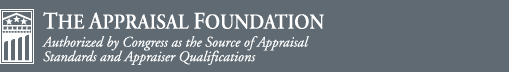 THE APPRAISAL FOUNDATION
Authorized by Congress as the Source of Appraisal
Standards and Appraiser Qualifications